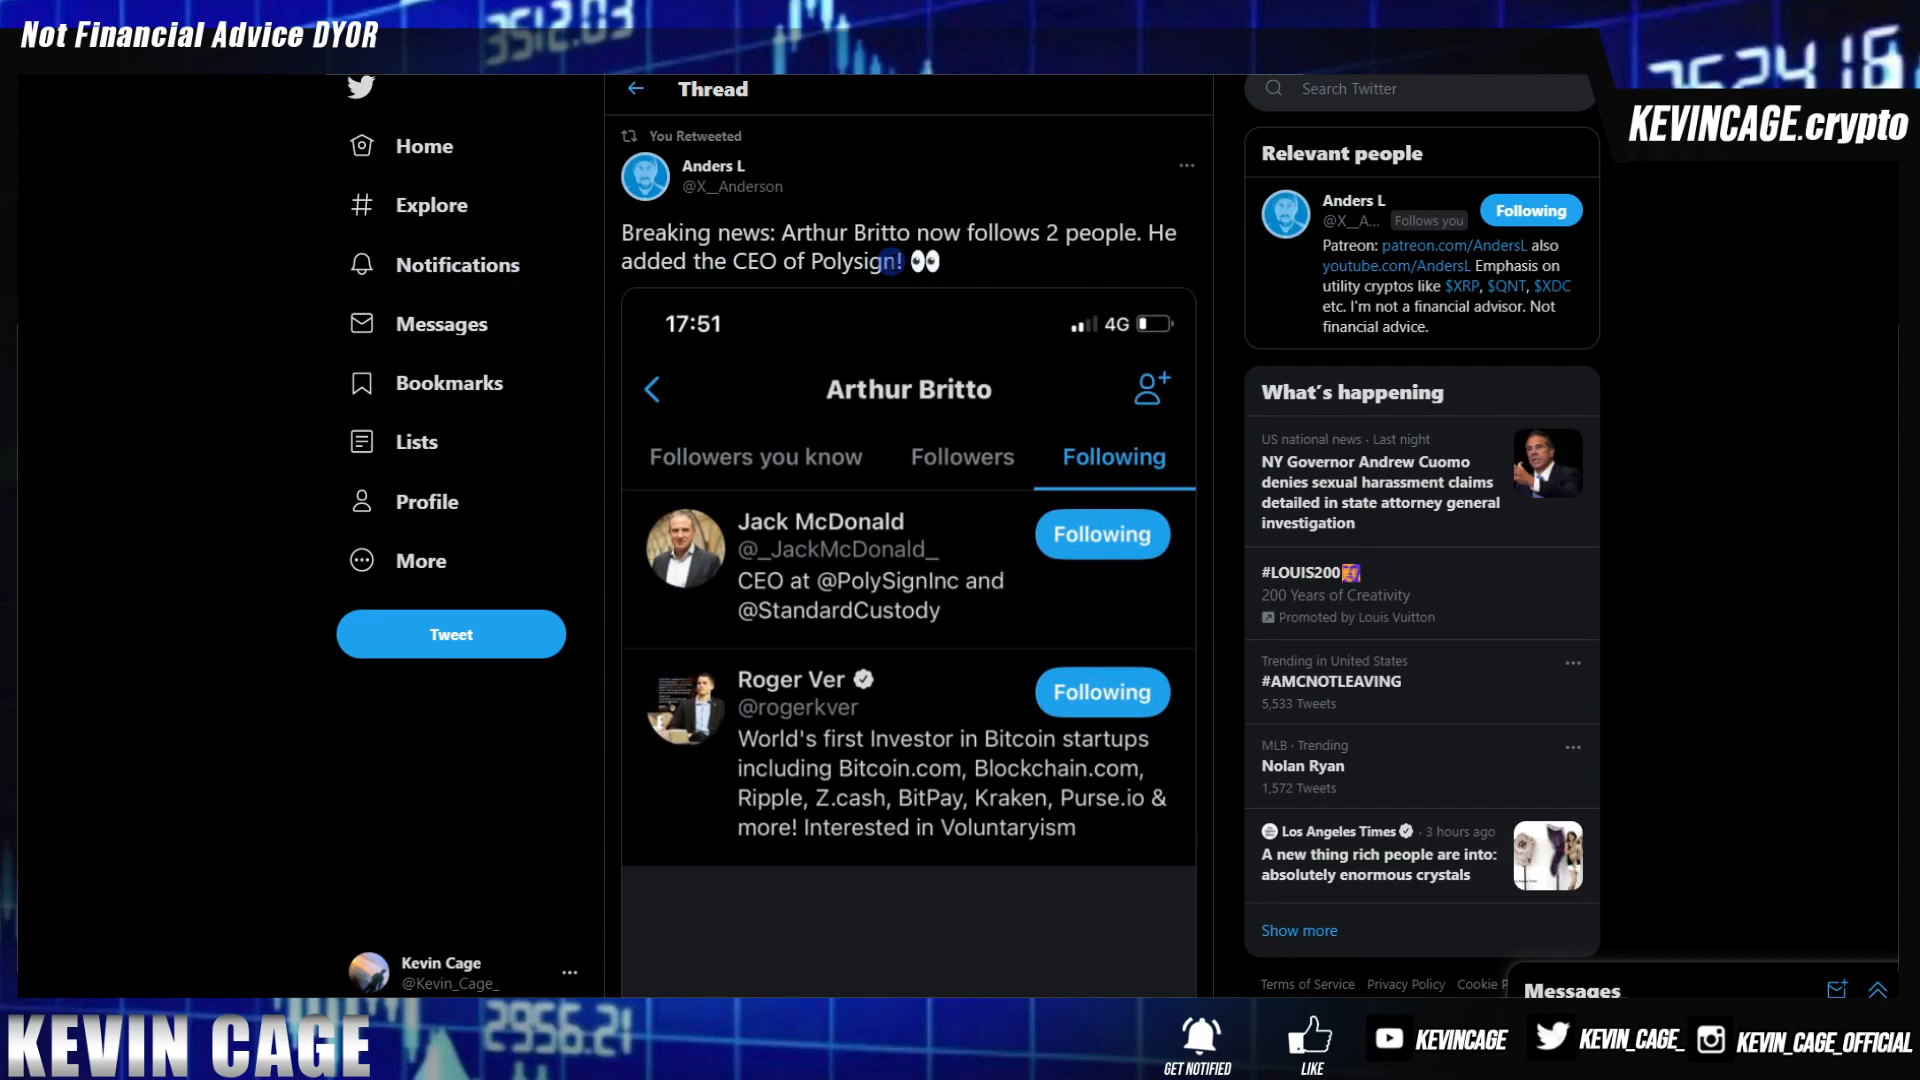 Not Financial Advice DYOR
3512.03
KEVINCAGE.crypto
Home
Explore
Notifications
Messages
Bookmarks
Lists
Profile
More
Tweet
Kevin Cage
@Kevin_Cage_
Thread
You Retweeted
Anders L
@X__Anderson
Breaking news: Arthur Britto now follows 2 people. He
added the CEO of Polysign! 👀
17:51
4G
Arthur Britto
Followers you know Followers Following
Jack McDonald
@_JackMcDonald_
Following
CEO at @PolySignInc and
@StandardCustody
Roger Ver
@rogerkver
Following
World's first Investor in Bitcoin startups
including Bitcoin.com, Blockchain.com,
Ripple, Z.cash, BitPay, Kraken, Purse.io &
more! Interested in Voluntaryism
Search Twitter
Relevant people
Anders L
@X__A... Follows you
Following
Patreon: patreon.com/AndersL also
youtube.com/AndersL Emphasis on
utility cryptos like $XRP, $QNT, $XDC
etc. I'm not a financial advisor. Not
financial advice.
What's happening
US national news · Last night
NY Governor Andrew Cuomo
denies sexual harassment claims
detailed in state attorney general
investigation
#LOUIS200
200 Years of Creativity
Promoted by Louis Vuitton
Trending in United States
#AMCNOTLEAVING
5,533 Tweets
MLB · Trending
Nolan Ryan
1,572 Tweets
Los Angeles Times · 3 hours ago
A new thing rich people are into:
absolutely enormous crystals
Show more
Terms of Service Privacy Policy Cookie P
Messages
KEVIN CAGE
2956.21
GET NOTIFIED
LIKE
KEVINCAGE
KEVIN_CAGE_
KEVIN_CAGE_OFFICIAL